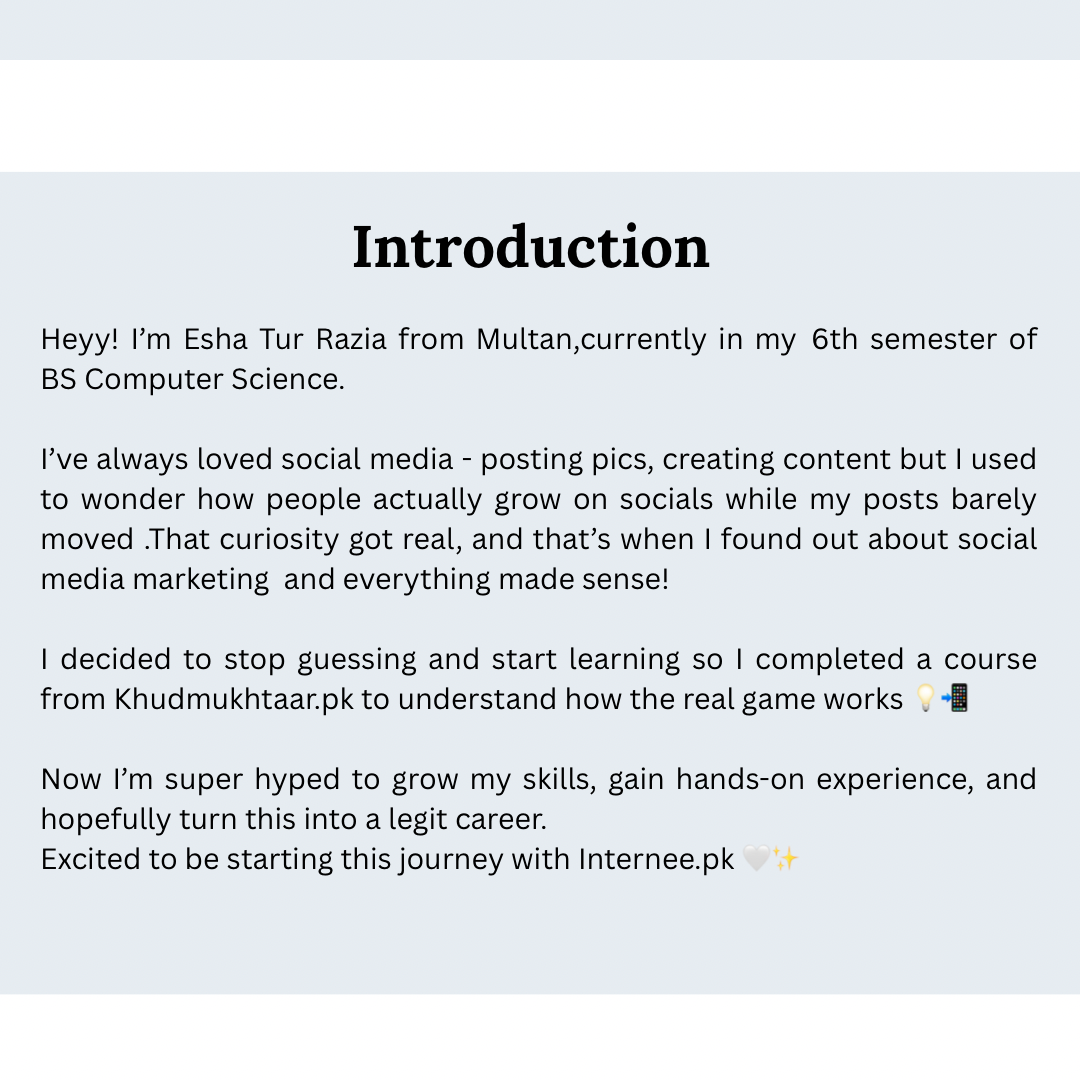 Introduction
Heyy! I’m Esha Tur Razia from Multan,currently in my 6th semester of
BS Computer Science.
I’ve always loved social media - posting pics, creating content but I used
to wonder how people actually grow on socials while my posts barely
moved .That curiosity got real, and that’s when I found out about social
media marketing  and everything made sense!
I decided to stop guessing and start learning so I completed a course
from Khudmukhtaar.pk to understand how the real game works 💡📲
Now I’m super hyped to grow my skills, gain hands-on experience, and
hopefully turn this into a legit career.
Excited to be starting this journey with Internee.pk 🤍✨